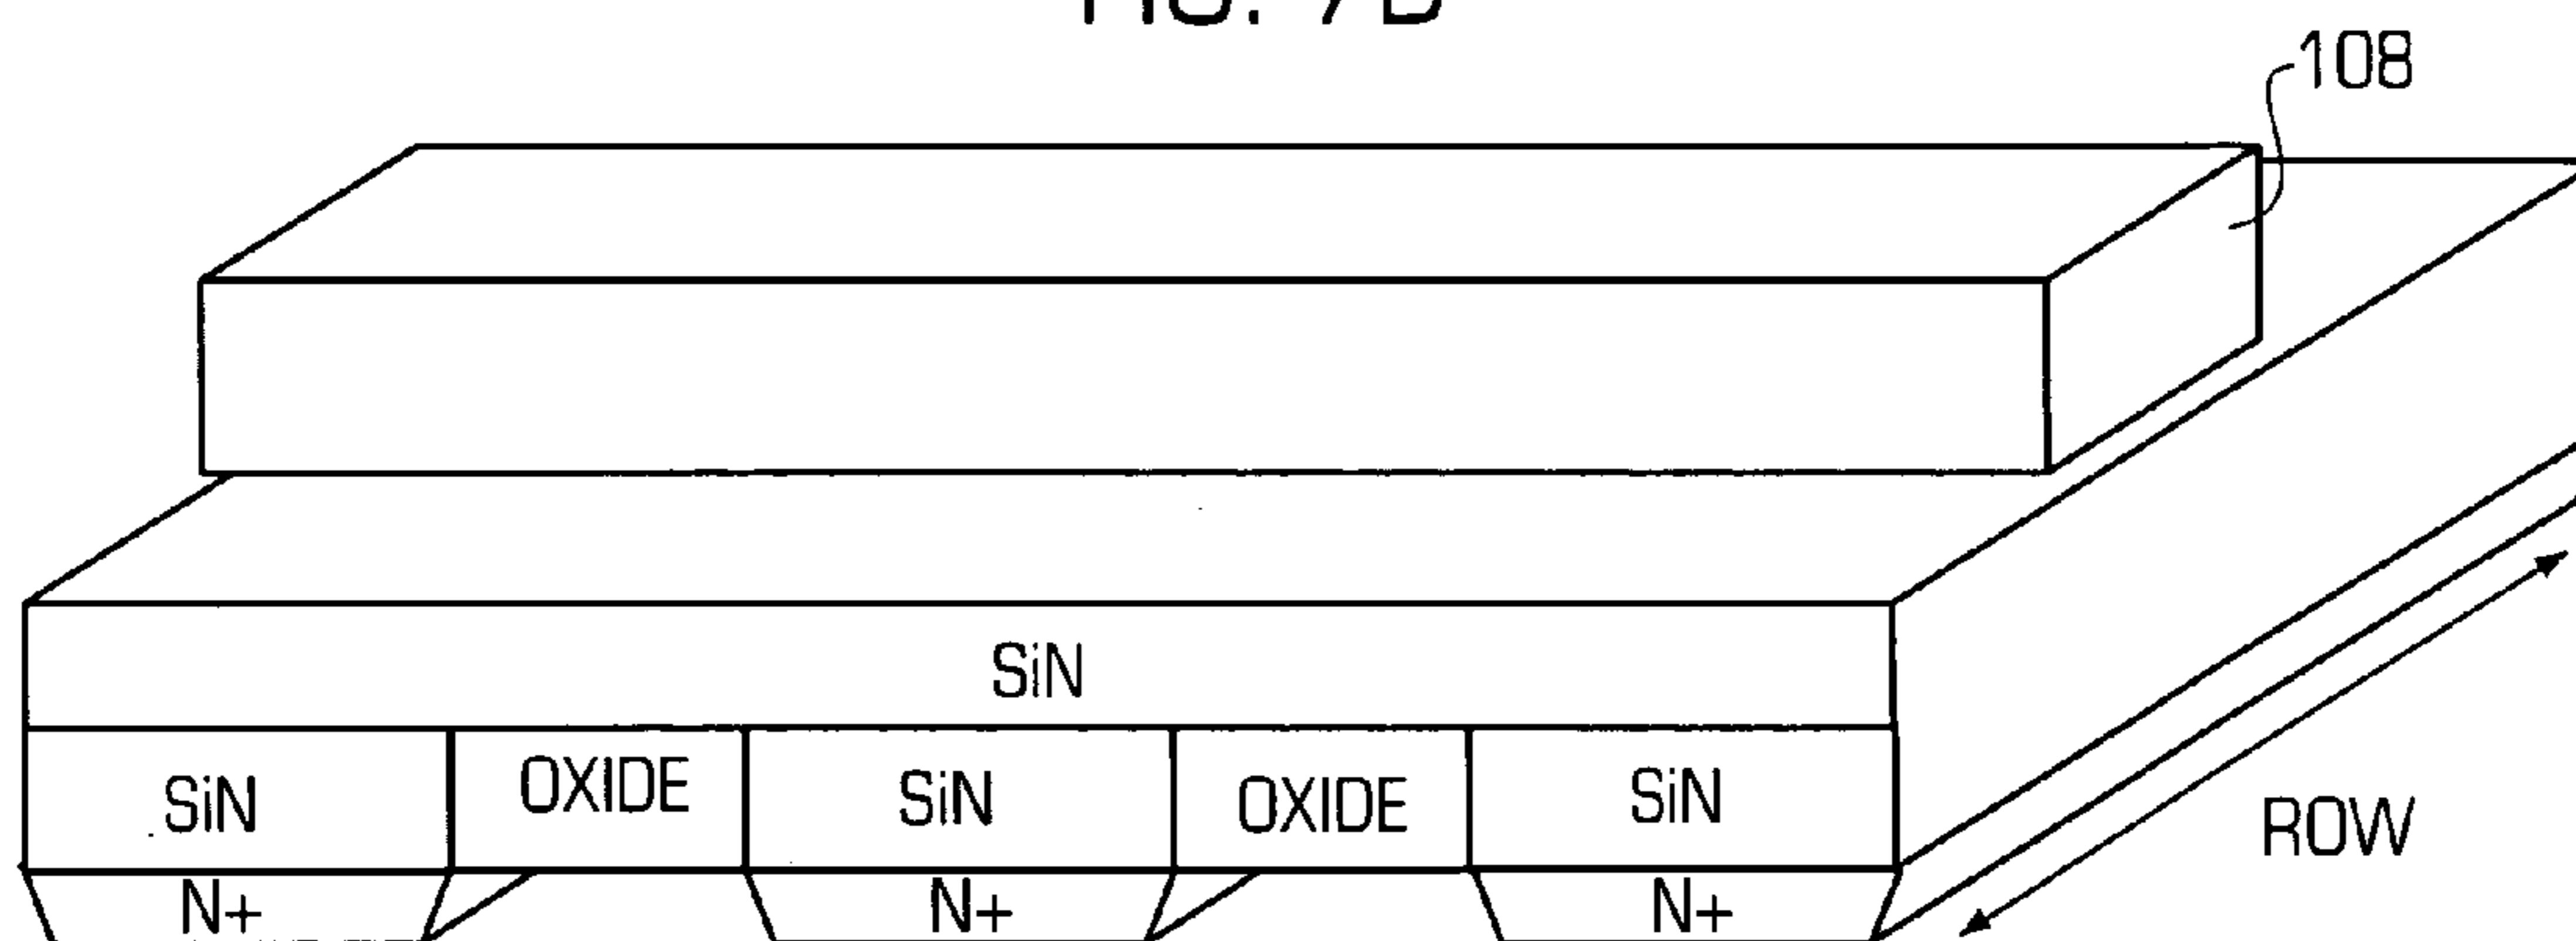 108
SiN
SiN OXIDE SiN OXIDE SiN
N+ N+ N+
ROW